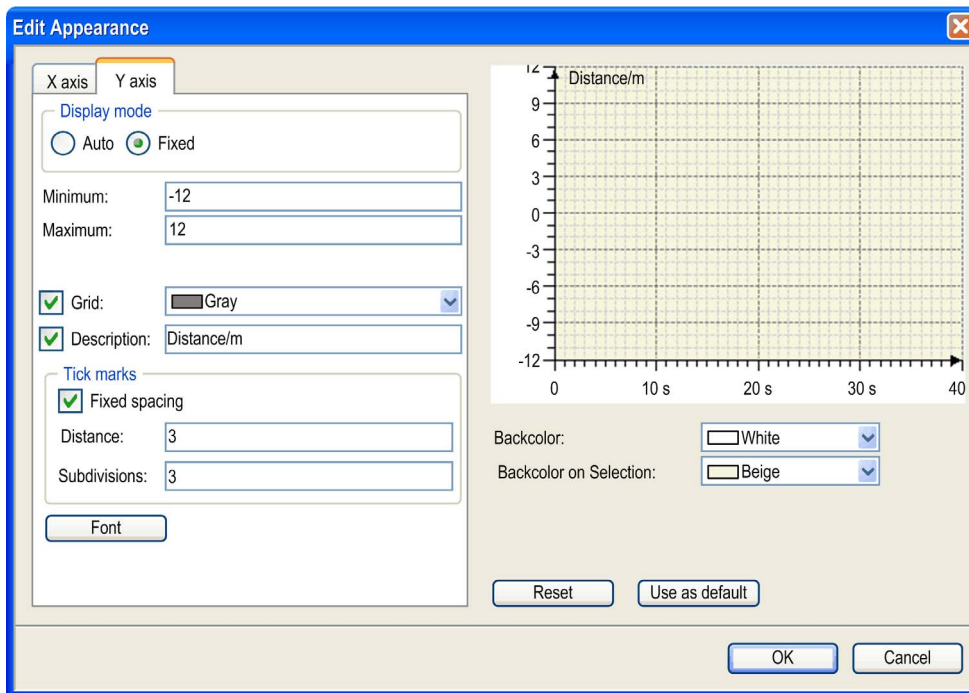 Edit Appearance
X axis
Y axis
Display mode
Auto
Fixed
Minimum:
-12
Maximum:
12
Grid:
Gray
Description:
Distance/m
Tick marks
Fixed spacing
Distance:
3
Subdivisions:
3
Font
12
Distance/m
9
6
3
0
-3
-6
-9
-12
0
10 s
20 s
30 s
40
Backcolor:
White
Backcolor on Selection:
Beige
Reset
Use as default
OK
Cancel